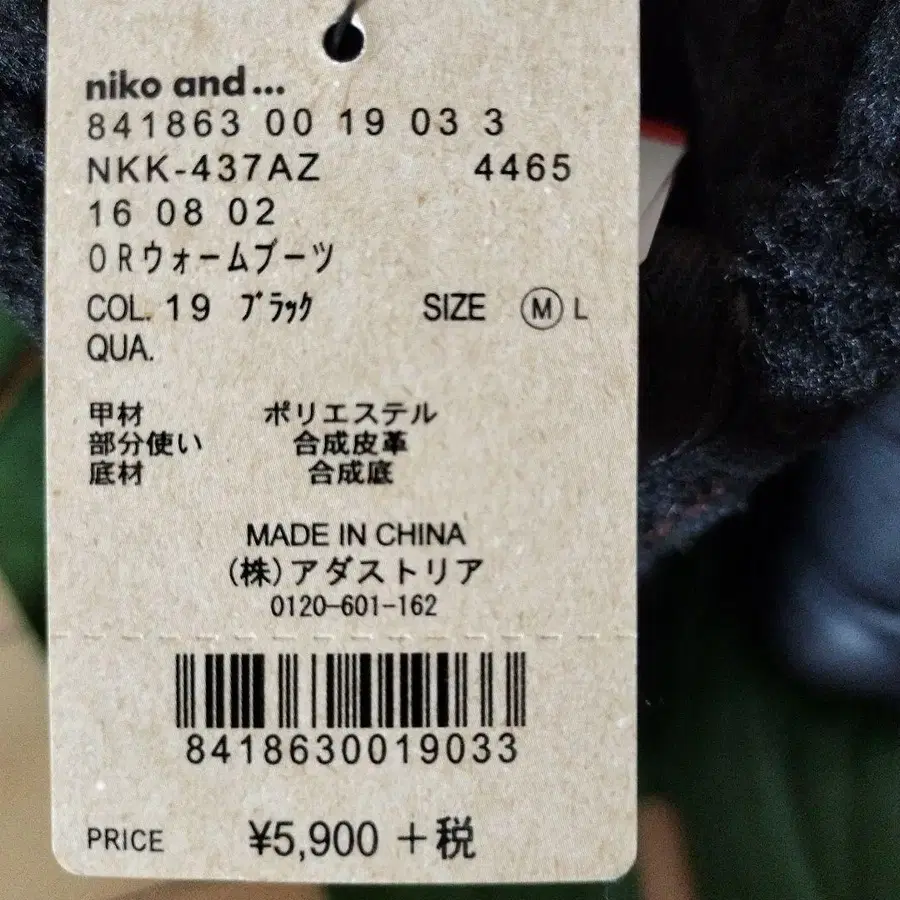 niko and...
841863 00 19 03 3
NKK-437AZ 4465
16 08 02
ORウォームブーツ
COL. 19 ブラック SIZE Ⓜ L
QUA.
甲材 ポリエステル
部分使い 合成皮革
底材 合成底
MADE IN CHINA
(株)アダストリア
0120-601-162
8418630019033
PRICE ¥5,900 +税